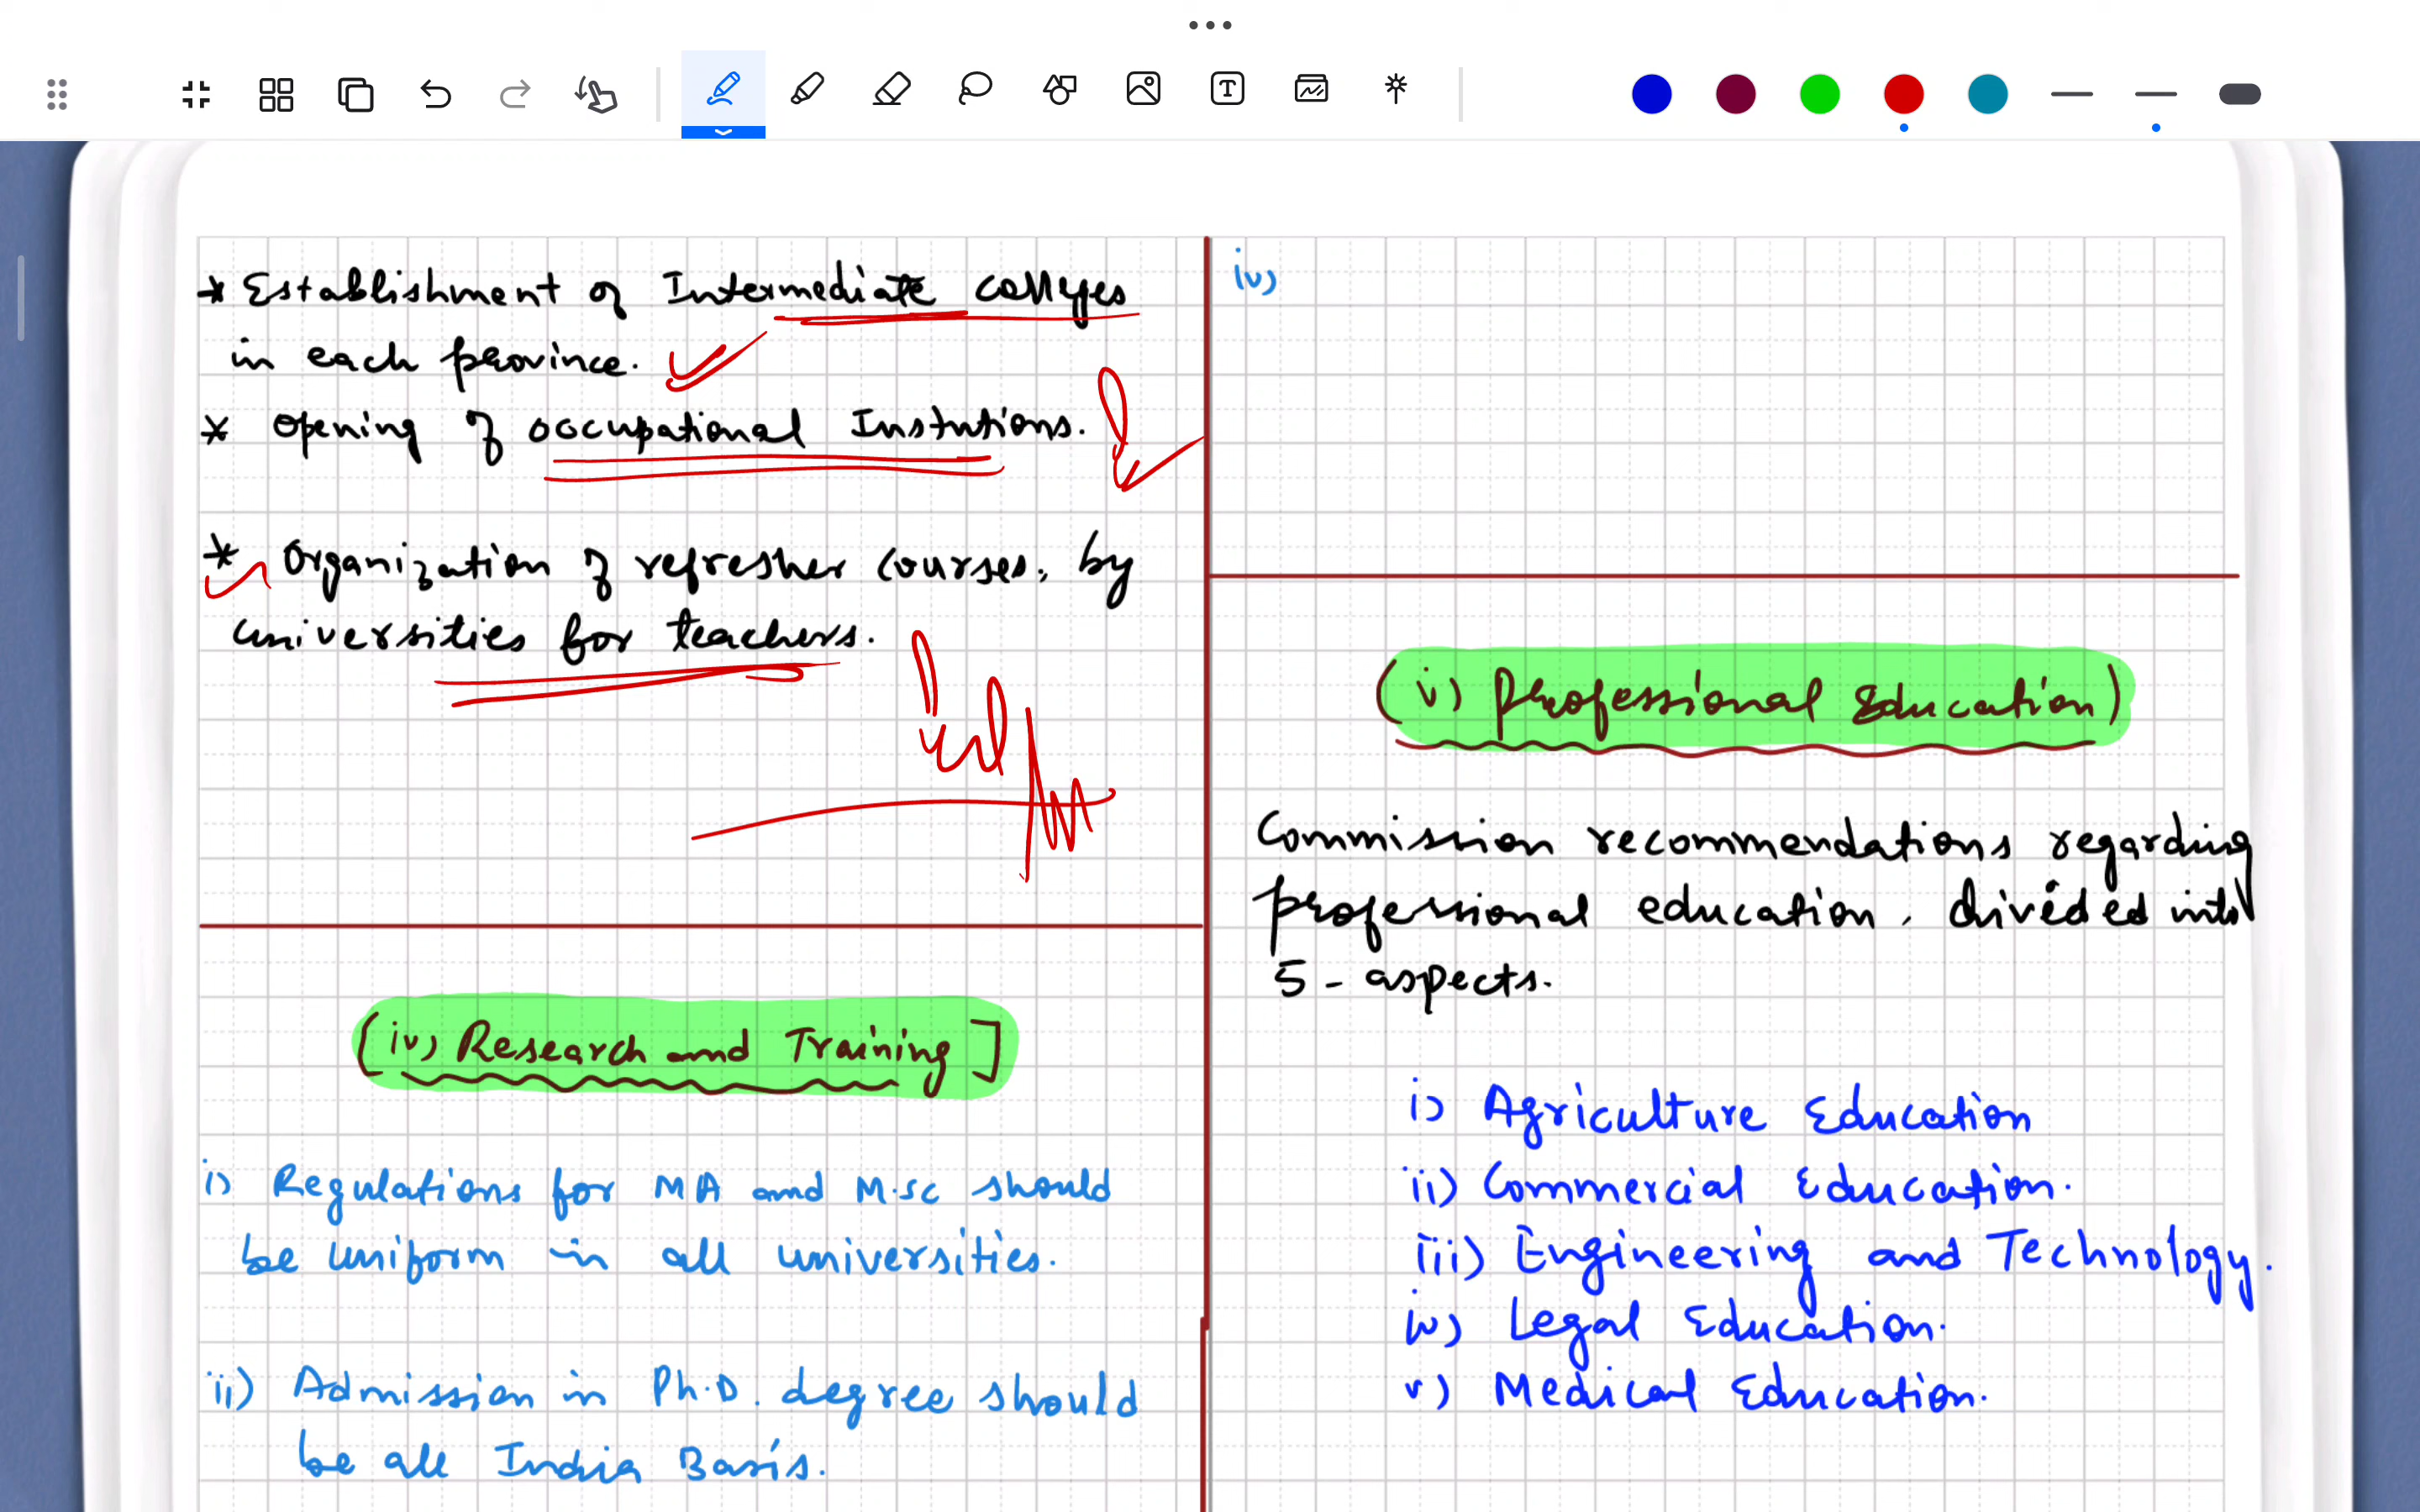 * Establishment of Intermediate colleges
in each province.
* Opening of occupational Instutions.
* Organization of refresher courses, by
universities for teachers.
[iv) Research and Training]
i) Regulations for MA and M.sc should
be uniform in all universities.
ii) Admission in Ph.D. degree should
be all India Basis.
iv)
(v) Professional Education)
Commission recommendations regarding
professional education, divided into
5 - aspects.
i) Agriculture Education
ii) Commercial Education.
iii) Engineering and Technology.
iv) Legal Education.
v) Medical Education.